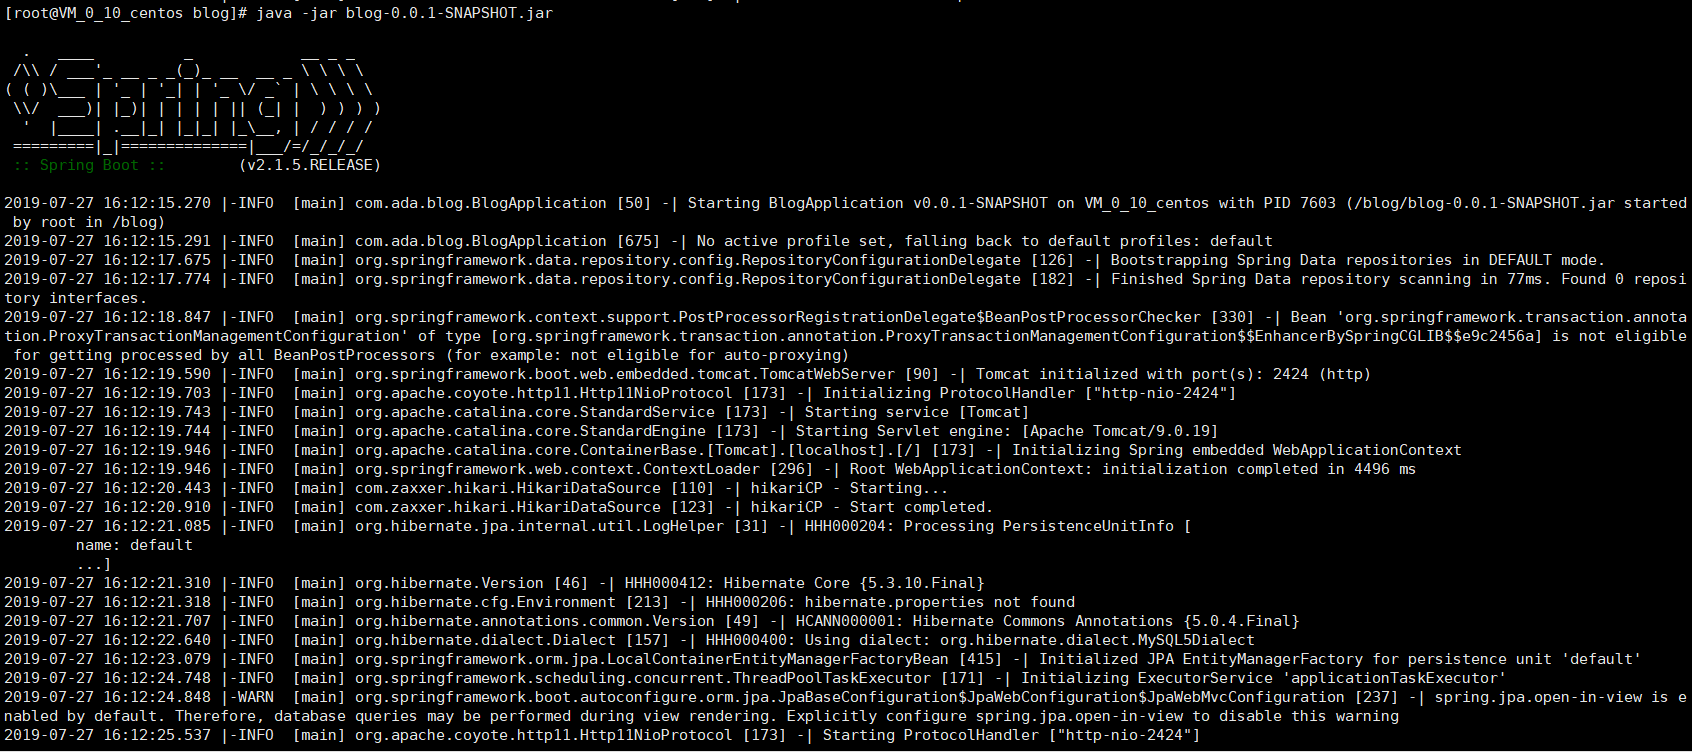 [root@VM_0_10_centos blog]# java -jar blog-0.0.1-SNAPSHOT.jar
  .   ____          _            __ _ _
 /\\ / ___'_ __ _ _(_)_ __  __ _ \ \ \ \
( ( )\___ | '_ | '_| | '_ \/ _` | \ \ \ \
 \\/  ___)| |_)| | | | | || (_| |  ) ) ) )
  '  |____| .__|_| |_|_| |_\__, | / / / /
 =========|_|==============|___/=/_/_/_/
 :: Spring Boot ::        (v2.1.5.RELEASE)
2019-07-27 16:12:15.270 |-INFO  [main] com.ada.blog.BlogApplication [50] -| Starting BlogApplication v0.0.1-SNAPSHOT on VM_0_10_centos with PID 7603 (/blog/blog-0.0.1-SNAPSHOT.jar started
 by root in /blog)
2019-07-27 16:12:15.291 |-INFO  [main] com.ada.blog.BlogApplication [675] -| No active profile set, falling back to default profiles: default
2019-07-27 16:12:17.675 |-INFO  [main] org.springframework.data.repository.config.RepositoryConfigurationDelegate [126] -| Bootstrapping Spring Data repositories in DEFAULT mode.
2019-07-27 16:12:17.774 |-INFO  [main] org.springframework.data.repository.config.RepositoryConfigurationDelegate [182] -| Finished Spring Data repository scanning in 77ms. Found 0 reposi
tory interfaces.
2019-07-27 16:12:18.847 |-INFO  [main] org.springframework.context.support.PostProcessorRegistrationDelegate$BeanPostProcessorChecker [330] -| Bean 'org.springframework.transaction.annota
tion.ProxyTransactionManagementConfiguration' of type [org.springframework.transaction.annotation.ProxyTransactionManagementConfiguration$$EnhancerBySpringCGLIB$$e9c2456a] is not eligible
 for getting processed by all BeanPostProcessors (for example: not eligible for auto-proxying)
2019-07-27 16:12:19.590 |-INFO  [main] org.springframework.boot.web.embedded.tomcat.TomcatWebServer [90] -| Tomcat initialized with port(s): 2424 (http)
2019-07-27 16:12:19.703 |-INFO  [main] org.apache.coyote.http11.Http11NioProtocol [173] -| Initializing ProtocolHandler ["http-nio-2424"]
2019-07-27 16:12:19.743 |-INFO  [main] org.apache.catalina.core.StandardService [173] -| Starting service [Tomcat]
2019-07-27 16:12:19.744 |-INFO  [main] org.apache.catalina.core.StandardEngine [173] -| Starting Servlet engine: [Apache Tomcat/9.0.19]
2019-07-27 16:12:19.946 |-INFO  [main] org.apache.catalina.core.ContainerBase.[Tomcat].[localhost].[/] [173] -| Initializing Spring embedded WebApplicationContext
2019-07-27 16:12:19.946 |-INFO  [main] org.springframework.web.context.ContextLoader [296] -| Root WebApplicationContext: initialization completed in 4496 ms
2019-07-27 16:12:20.443 |-INFO  [main] com.zaxxer.hikari.HikariDataSource [110] -| hikariCP - Starting...
2019-07-27 16:12:20.910 |-INFO  [main] com.zaxxer.hikari.HikariDataSource [123] -| hikariCP - Start completed.
2019-07-27 16:12:21.085 |-INFO  [main] org.hibernate.jpa.internal.util.LogHelper [31] -| HHH000204: Processing PersistenceUnitInfo [
        name: default
        ...]
2019-07-27 16:12:21.310 |-INFO  [main] org.hibernate.Version [46] -| HHH000412: Hibernate Core {5.3.10.Final}
2019-07-27 16:12:21.318 |-INFO  [main] org.hibernate.cfg.Environment [213] -| HHH000206: hibernate.properties not found
2019-07-27 16:12:21.707 |-INFO  [main] org.hibernate.annotations.common.Version [49] -| HCANN000001: Hibernate Commons Annotations {5.0.4.Final}
2019-07-27 16:12:22.640 |-INFO  [main] org.hibernate.dialect.Dialect [157] -| HHH000400: Using dialect: org.hibernate.dialect.MySQL5Dialect
2019-07-27 16:12:23.079 |-INFO  [main] org.springframework.orm.jpa.LocalContainerEntityManagerFactoryBean [415] -| Initialized JPA EntityManagerFactory for persistence unit 'default'
2019-07-27 16:12:24.748 |-INFO  [main] org.springframework.scheduling.concurrent.ThreadPoolTaskExecutor [171] -| Initializing ExecutorService 'applicationTaskExecutor'
2019-07-27 16:12:24.848 |-WARN  [main] org.springframework.boot.autoconfigure.orm.jpa.JpaBaseConfiguration$JpaWebConfiguration$JpaWebMvcConfiguration [237] -| spring.jpa.open-in-view is e
nabled by default. Therefore, database queries may be performed during view rendering. Explicitly configure spring.jpa.open-in-view to disable this warning
2019-07-27 16:12:25.537 |-INFO  [main] org.apache.coyote.http11.Http11NioProtocol [173] -| Starting ProtocolHandler ["http-nio-2424"]